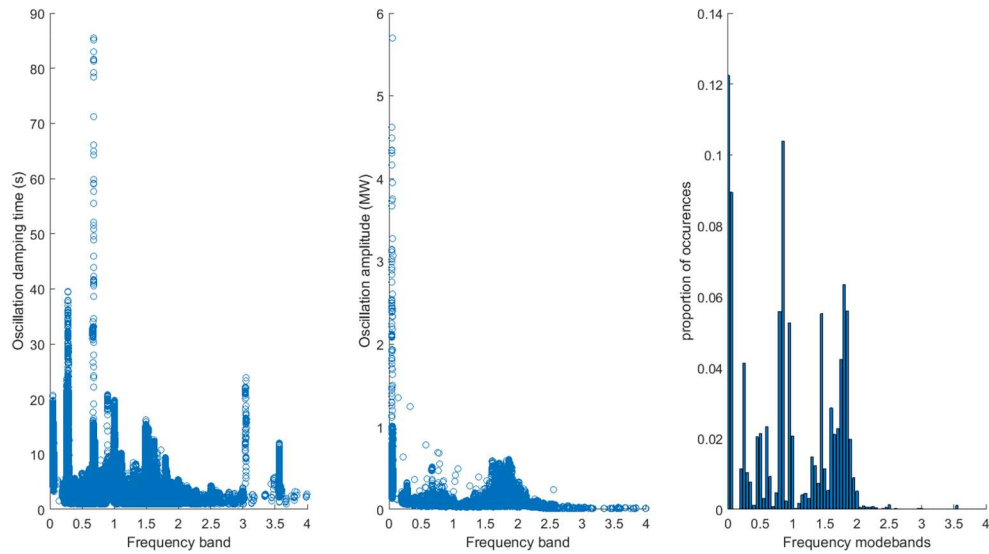 90
80
70
60
50
40
30
20
10
0
Oscillation damping time (s)
0 0.5 1 1.5 2 2.5 3 3.5 4
Frequency band
6
5
4
3
2
1
0
Oscillation amplitude (MW)
0 0.5 1 1.5 2 2.5 3 3.5 4
Frequency band
0.14
0.12
0.1
0.08
0.06
0.04
0.02
0
proportion of occurences
0 0.5 1 1.5 2 2.5 3 3.5 4
Frequency modebands